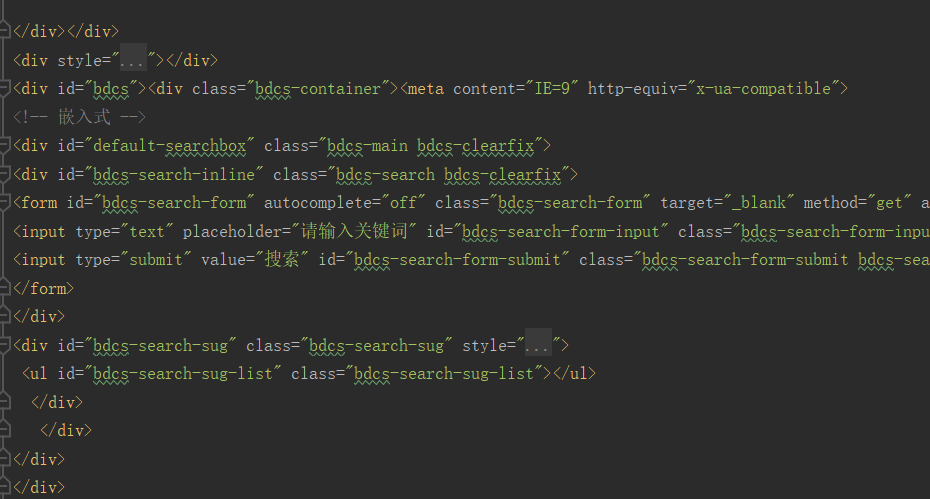 </div></div>
<div style="..."></div>
<div id="bdcs"><div class="bdcs-container"><meta content="IE=9" http-equiv="x-ua-compatible">
<!-- 嵌入式 -->
<div id="default-searchbox" class="bdcs-main bdcs-clearfix">
<div id="bdcs-search-inline" class="bdcs-search bdcs-clearfix">
<form id="bdcs-search-form" autocomplete="off" class="bdcs-search-form" target="_blank" method="get" a
<input type="text" placeholder="请输入关键词" id="bdcs-search-form-input" class="bdcs-search-form-inpu
<input type="submit" value="搜索" id="bdcs-search-form-submit" class="bdcs-search-form-submit bdcs-sea
</form>
</div>
<div id="bdcs-search-sug" class="bdcs-search-sug" style="...">
<ul id="bdcs-search-sug-list" class="bdcs-search-sug-list"></ul>
</div>
</div>
</div>
</div>